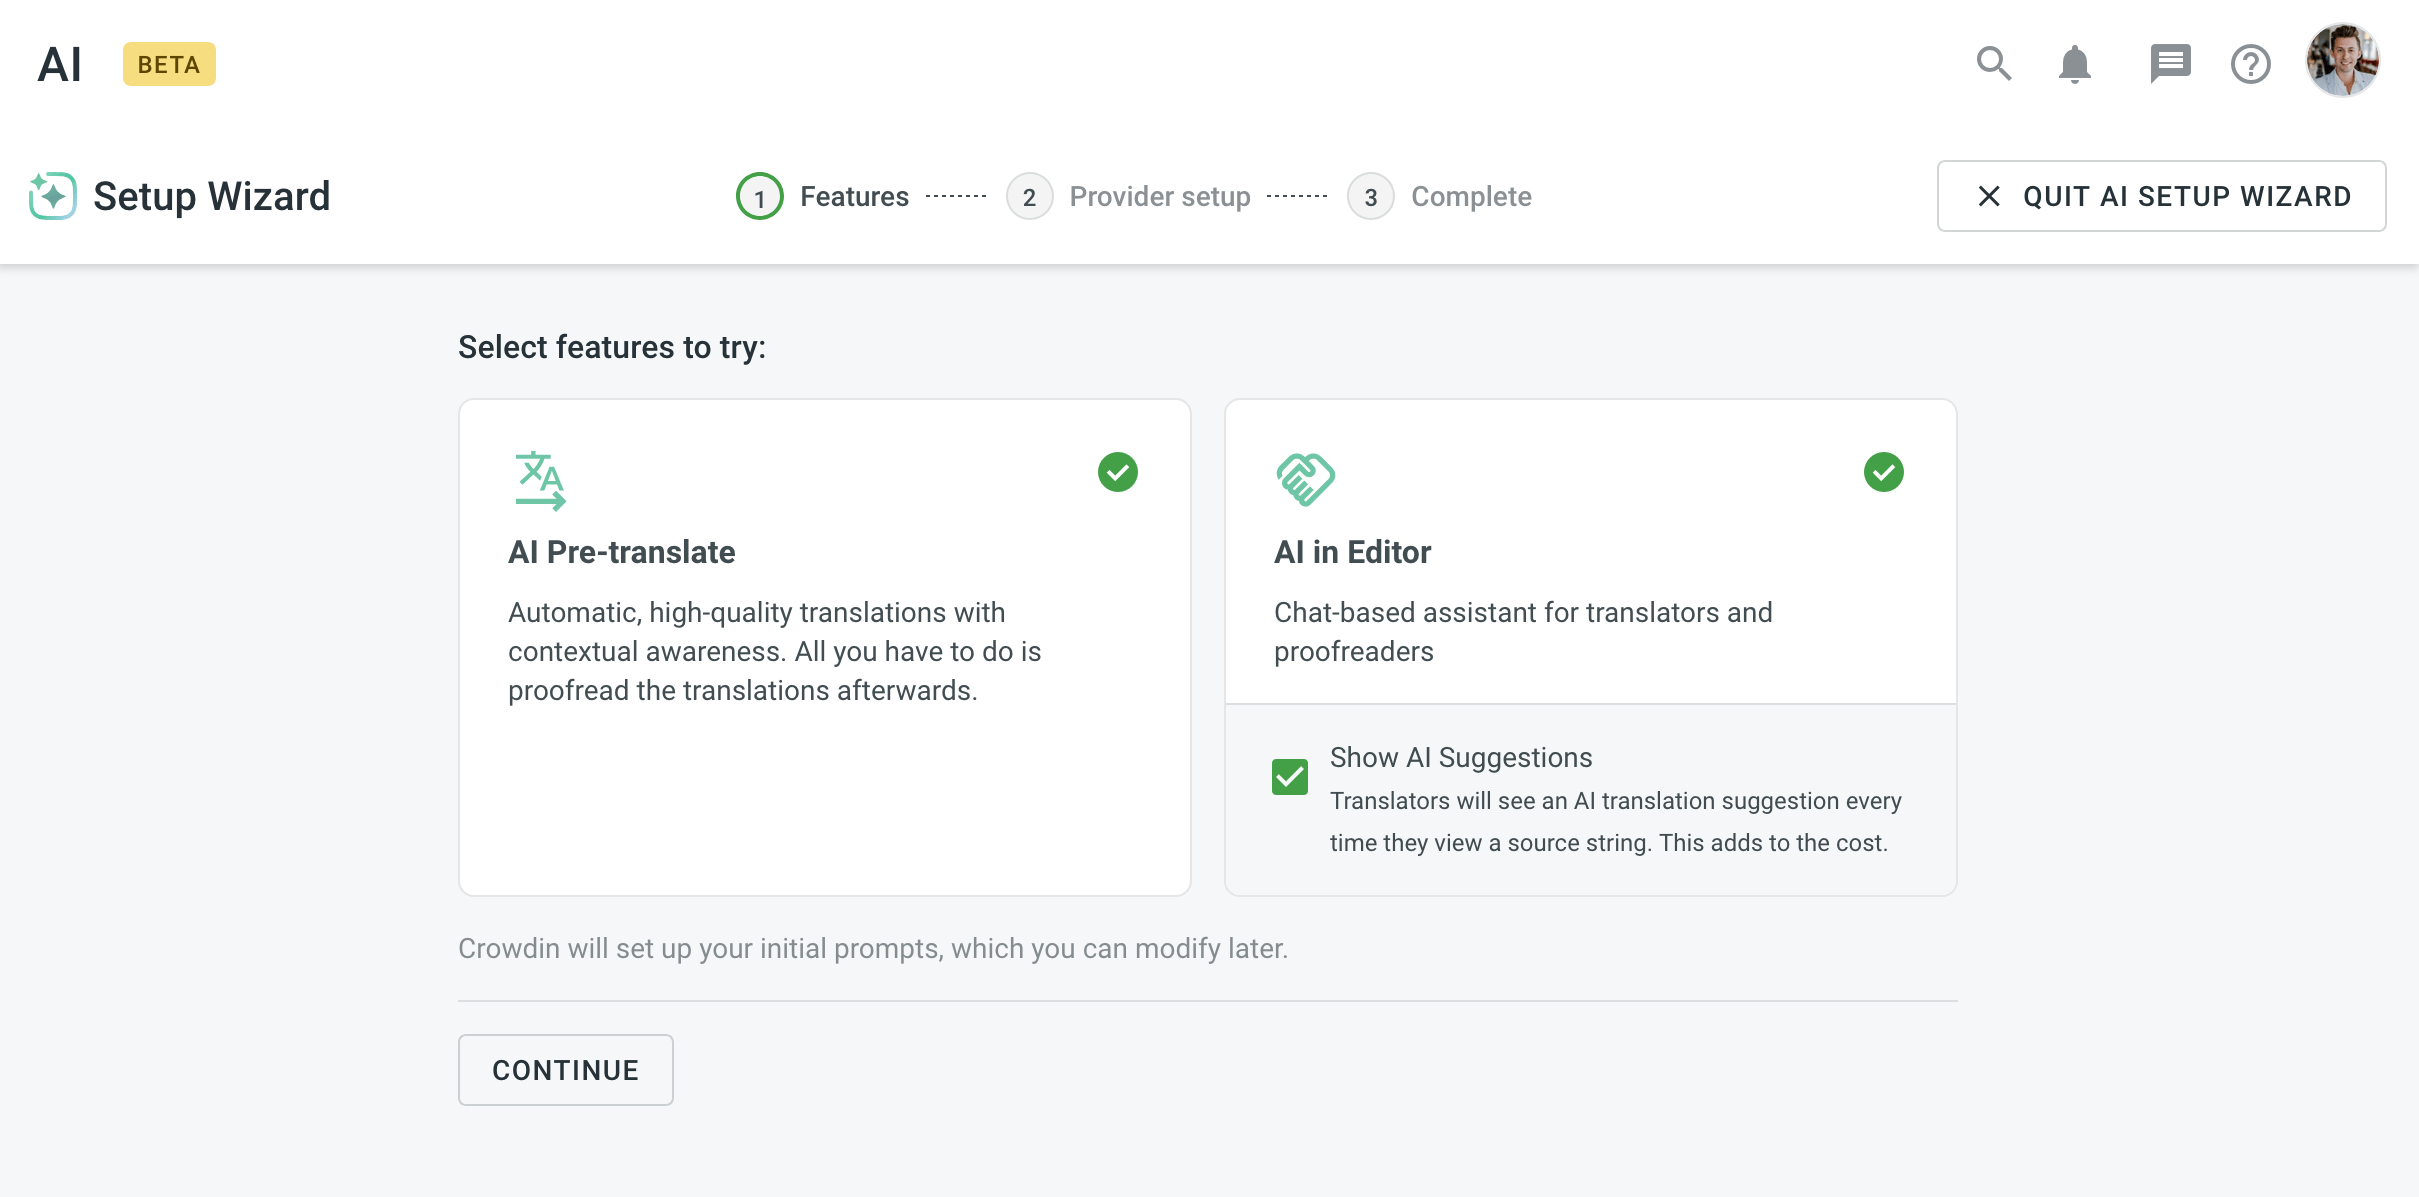 AI BETA
Setup Wizard
1 Features 2 Provider setup 3 Complete
QUIT AI SETUP WIZARD
Select features to try:
AI Pre-translate
Automatic, high-quality translations with
contextual awareness. All you have to do is
proofread the translations afterwards.
AI in Editor
Chat-based assistant for translators and
proofreaders
Show AI Suggestions
Translators will see an AI translation suggestion every
time they view a source string. This adds to the cost.
Crowdin will set up your initial prompts, which you can modify later.
CONTINUE